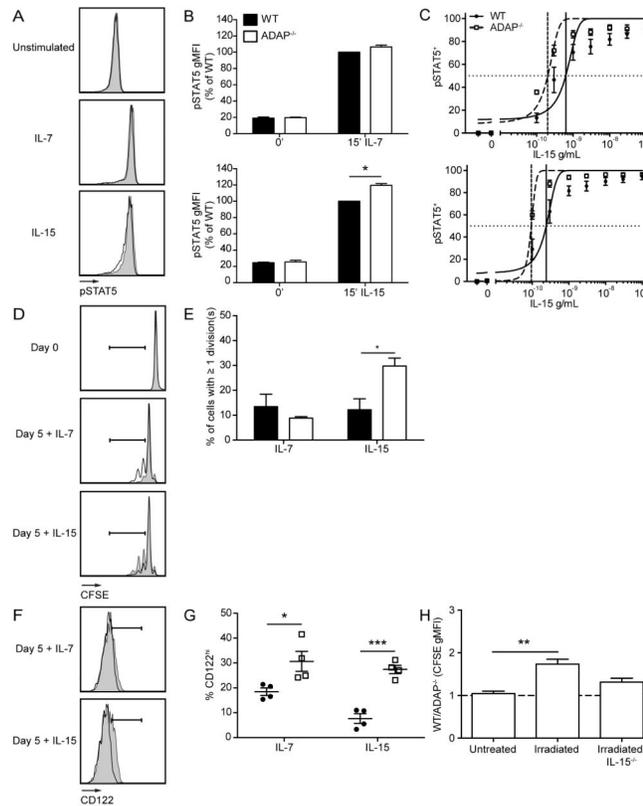 A
Unstimulated
IL-7
IL-15
pSTAT5
B
WT
ADAP-/-
pSTAT5 gMFI
(% of WT)
140
120
100
80
60
40
20
0
0'
15' IL-7
pSTAT5 gMFI
(% of WT)
140
120
100
80
60
40
20
0
*
0'
15' IL-15
C
WT
ADAP-/-
pSTAT5+
100
80
60
40
20
0
0
10-10
10-9
10-8
IL-15 g/mL
pSTAT5+
100
80
60
40
20
0
0
10-10
10-9
10-8
IL-15 g/mL
D
Day 0
Day 5 + IL-7
Day 5 + IL-15
CFSE
E
% of cells with ≥ 1 division(s)
50
40
30
20
10
0
*
IL-7
IL-15
F
Day 5 + IL-7
Day 5 + IL-15
CD122
G
% CD122hi
50
40
30
20
10
0
*
***
IL-7
IL-15
H
WT/ADAP-/- (CFSE gMFI)
3
2
1
0
**
Untreated
Irradiated
Irradiated
IL-15-/-